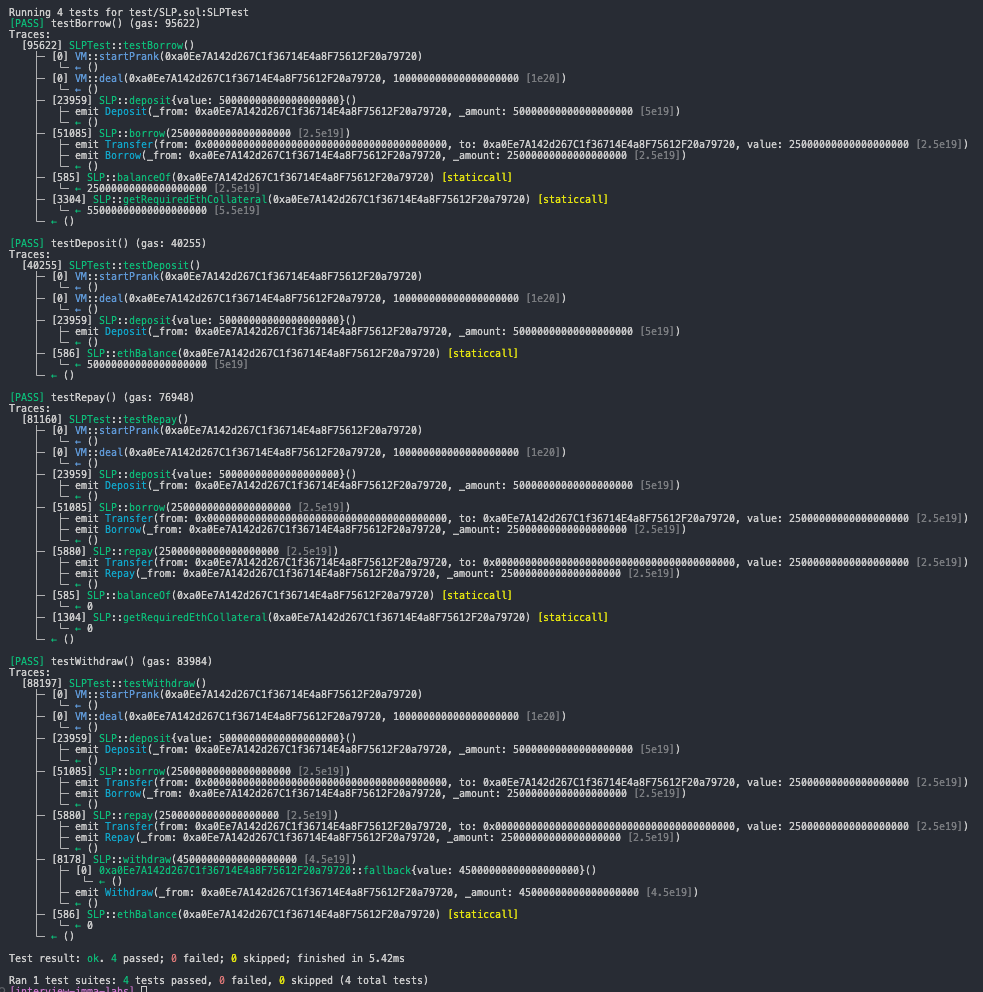 Running 4 tests for test/SLP.sol:SLPTest
[PASS] testBorrow() (gas: 95622)
Traces:
[95622] SLPTest::testBorrow()
├─ [0] VM::startPrank(0xa0Ee7A142d267C1f36714E4a8F75612F20a79720)
│   └─ ← ()
├─ [0] VM::deal(0xa0Ee7A142d267C1f36714E4a8F75612F20a79720, 100000000000000000000 [1e20])
│   └─ ← ()
├─ [23959] SLP::deposit{value: 50000000000000000000}()
│   ├─ emit Deposit(_from: 0xa0Ee7A142d267C1f36714E4a8F75612F20a79720, _amount: 50000000000000000000 [5e19])
│   └─ ← ()
├─ [51085] SLP::borrow(25000000000000000000 [2.5e19])
│   ├─ emit Transfer(from: 0x0000000000000000000000000000000000000000, to: 0xa0Ee7A142d267C1f36714E4a8F75612F20a79720, value: 25000000000000000000 [2.5e19])
│   ├─ emit Borrow(_from: 0xa0Ee7A142d267C1f36714E4a8F75612F20a79720, _amount: 25000000000000000000 [2.5e19])
│   └─ ← ()
├─ [585] SLP::balanceOf(0xa0Ee7A142d267C1f36714E4a8F75612F20a79720) [staticcall]
│   └─ ← 25000000000000000000 [2.5e19]
├─ [3304] SLP::getRequiredEthCollateral(0xa0Ee7A142d267C1f36714E4a8F75612F20a79720) [staticcall]
│   └─ ← 55000000000000000000 [5.5e19]
└─ ← ()
[PASS] testDeposit() (gas: 40255)
Traces:
[40255] SLPTest::testDeposit()
├─ [0] VM::startPrank(0xa0Ee7A142d267C1f36714E4a8F75612F20a79720)
│   └─ ← ()
├─ [0] VM::deal(0xa0Ee7A142d267C1f36714E4a8F75612F20a79720, 100000000000000000000 [1e20])
│   └─ ← ()
├─ [23959] SLP::deposit{value: 50000000000000000000}()
│   ├─ emit Deposit(_from: 0xa0Ee7A142d267C1f36714E4a8F75612F20a79720, _amount: 50000000000000000000 [5e19])
│   └─ ← ()
├─ [586] SLP::ethBalance(0xa0Ee7A142d267C1f36714E4a8F75612F20a79720) [staticcall]
│   └─ ← 50000000000000000000 [5e19]
└─ ← ()
[PASS] testRepay() (gas: 76948)
Traces:
[81160] SLPTest::testRepay()
├─ [0] VM::startPrank(0xa0Ee7A142d267C1f36714E4a8F75612F20a79720)
│   └─ ← ()
├─ [0] VM::deal(0xa0Ee7A142d267C1f36714E4a8F75612F20a79720, 100000000000000000000 [1e20])
│   └─ ← ()
├─ [23959] SLP::deposit{value: 50000000000000000000}()
│   ├─ emit Deposit(_from: 0xa0Ee7A142d267C1f36714E4a8F75612F20a79720, _amount: 50000000000000000000 [5e19])
│   └─ ← ()
├─ [51085] SLP::borrow(25000000000000000000 [2.5e19])
│   ├─ emit Transfer(from: 0x0000000000000000000000000000000000000000, to: 0xa0Ee7A142d267C1f36714E4a8F75612F20a79720, value: 25000000000000000000 [2.5e19])
│   ├─ emit Borrow(_from: 0xa0Ee7A142d267C1f36714E4a8F75612F20a79720, _amount: 25000000000000000000 [2.5e19])
│   └─ ← ()
├─ [5880] SLP::repay(25000000000000000000 [2.5e19])
│   ├─ emit Transfer(from: 0xa0Ee7A142d267C1f36714E4a8F75612F20a79720, to: 0x0000000000000000000000000000000000000000, value: 25000000000000000000 [2.5e19])
│   ├─ emit Repay(_from: 0xa0Ee7A142d267C1f36714E4a8F75612F20a79720, _amount: 25000000000000000000 [2.5e19])
│   └─ ← ()
├─ [585] SLP::balanceOf(0xa0Ee7A142d267C1f36714E4a8F75612F20a79720) [staticcall]
│   └─ ← 0
├─ [1304] SLP::getRequiredEthCollateral(0xa0Ee7A142d267C1f36714E4a8F75612F20a79720) [staticcall]
│   └─ ← 0
└─ ← ()
[PASS] testWithdraw() (gas: 83984)
Traces:
[88197] SLPTest::testWithdraw()
├─ [0] VM::startPrank(0xa0Ee7A142d267C1f36714E4a8F75612F20a79720)
│   └─ ← ()
├─ [0] VM::deal(0xa0Ee7A142d267C1f36714E4a8F75612F20a79720, 100000000000000000000 [1e20])
│   └─ ← ()
├─ [23959] SLP::deposit{value: 50000000000000000000}()
│   ├─ emit Deposit(_from: 0xa0Ee7A142d267C1f36714E4a8F75612F20a79720, _amount: 50000000000000000000 [5e19])
│   └─ ← ()
├─ [51085] SLP::borrow(25000000000000000000 [2.5e19])
│   ├─ emit Transfer(from: 0x0000000000000000000000000000000000000000, to: 0xa0Ee7A142d267C1f36714E4a8F75612F20a79720, value: 25000000000000000000 [2.5e19])
│   ├─ emit Borrow(_from: 0xa0Ee7A142d267C1f36714E4a8F75612F20a79720, _amount: 25000000000000000000 [2.5e19])
│   └─ ← ()
├─ [5880] SLP::repay(25000000000000000000 [2.5e19])
│   ├─ emit Transfer(from: 0xa0Ee7A142d267C1f36714E4a8F75612F20a79720, to: 0x0000000000000000000000000000000000000000, value: 25000000000000000000 [2.5e19])
│   ├─ emit Repay(_from: 0xa0Ee7A142d267C1f36714E4a8F75612F20a79720, _amount: 25000000000000000000 [2.5e19])
│   └─ ← ()
├─ [8178] SLP::withdraw(45000000000000000000 [4.5e19])
│   ├─ [0] 0xa0Ee7A142d267C1f36714E4a8F75612F20a79720::fallback{value: 45000000000000000000}()
│   │   └─ ← ()
│   ├─ emit Withdraw(_from: 0xa0Ee7A142d267C1f36714E4a8F75612F20a79720, _amount: 45000000000000000000 [4.5e19])
│   └─ ← ()
├─ [586] SLP::ethBalance(0xa0Ee7A142d267C1f36714E4a8F75612F20a79720) [staticcall]
│   └─ ← 0
└─ ← ()
Test result: ok. 4 passed; 0 failed; 0 skipped; finished in 5.42ms
Ran 1 test suites: 4 tests passed, 0 failed, 0 skipped (4 total tests)